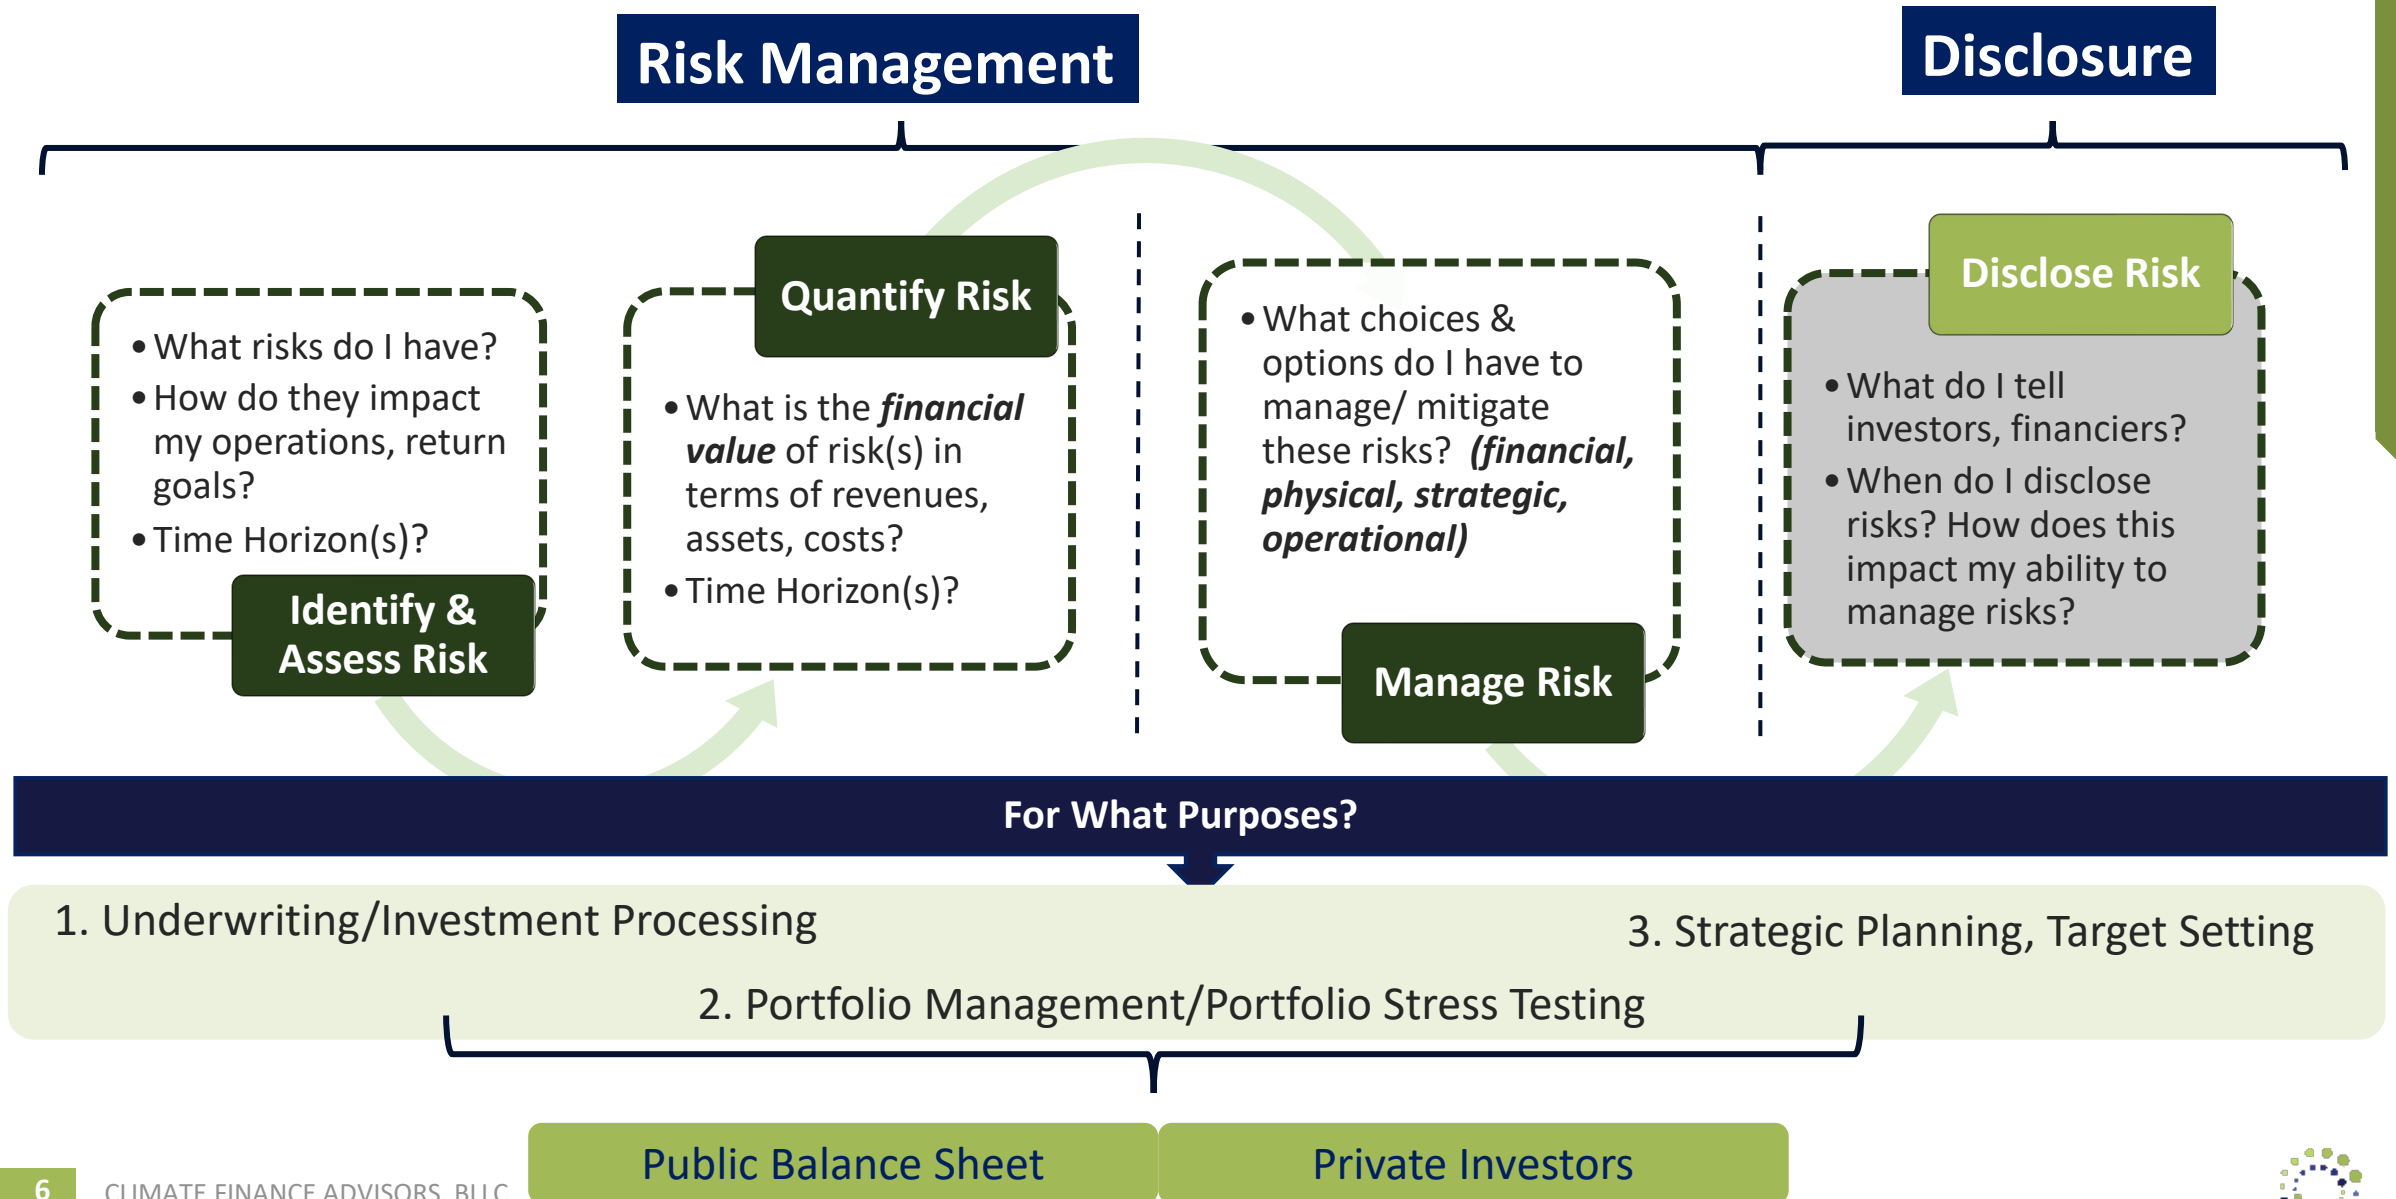 Risk Management
Disclosure
• What risks do I have?
• How do they impact
my operations, return
goals?
• Time Horizon(s)?
Identify &
Assess Risk
Quantify Risk
• What is the financial
value of risk(s) in
terms of revenues,
assets, costs?
• Time Horizon(s)?
• What choices &
options do I have to
manage/ mitigate
these risks? (financial,
physical, strategic,
operational)
Manage Risk
Disclose Risk
• What do I tell
investors, financiers?
• When do I disclose
risks? How does this
impact my ability to
manage risks?
For What Purposes?
1. Underwriting/Investment Processing
3. Strategic Planning, Target Setting
2. Portfolio Management/Portfolio Stress Testing
Public Balance Sheet
Private Investors
6
CLIMATE FINANCE ADVISORS, BLLC